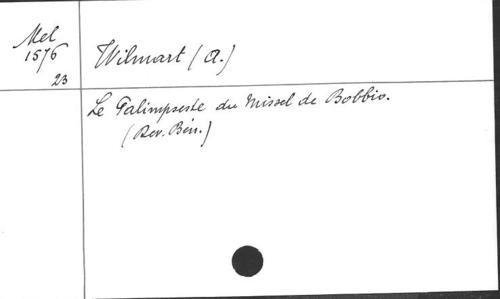 Mel
1576
23
Wilmart (A.)
Le Palimpseste du Missel de Bobbio.
(Rev. Bén.)